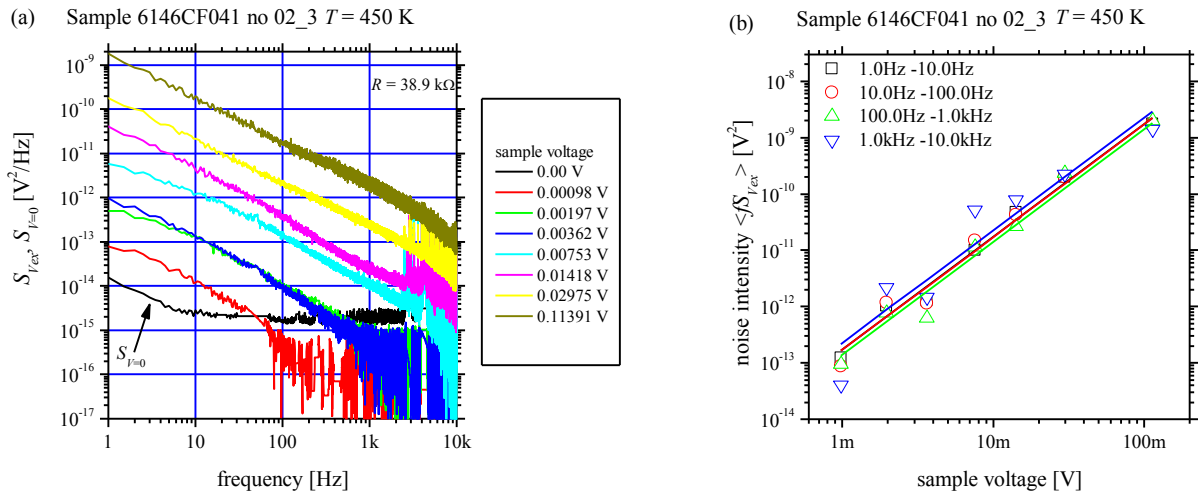 (a) Sample 6146CF041 no 02_3 T = 450 K
10⁻⁹
10⁻¹⁰
10⁻¹¹
10⁻¹²
10⁻¹³
10⁻¹⁴
10⁻¹⁵
10⁻¹⁶
10⁻¹⁷
S_Vex, S_V=0 [V²/Hz]
R = 38.9 kΩ
S_V=0
1 10 100 1k 10k
frequency [Hz]
sample voltage
0.00 V
0.00098 V
0.00197 V
0.00362 V
0.00753 V
0.01418 V
0.02975 V
0.11391 V
(b) Sample 6146CF041 no 02_3 T = 450 K
10⁻⁸
10⁻⁹
10⁻¹⁰
10⁻¹¹
10⁻¹²
10⁻¹³
10⁻¹⁴
noise intensity <fS_Vex> [V²]
1.0Hz -10.0Hz
10.0Hz -100.0Hz
100.0Hz -1.0kHz
1.0kHz -10.0kHz
1m 10m 100m
sample voltage [V]